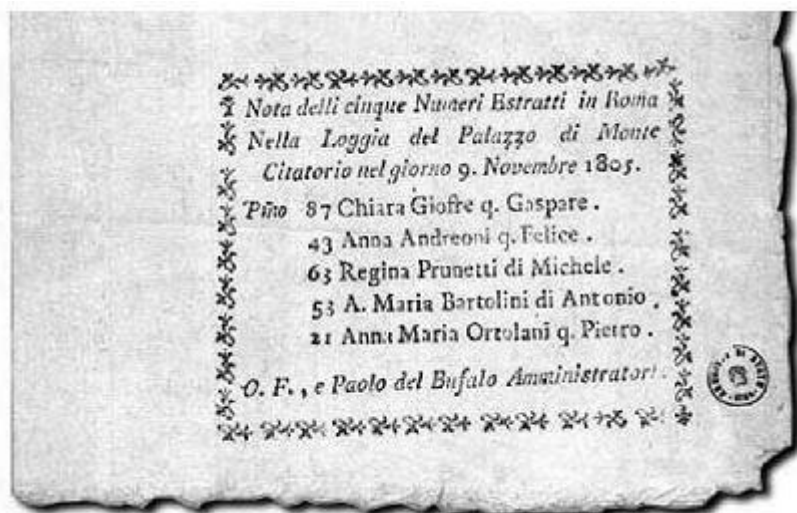 Nota delli cinque Numeri Estratti in Roma
Nella Loggia del Palazzo di Monte
Citatorio nel giorno 9. Novembre 1805.
Pm̃o 87 Chiara Giofre q. Gaspare.
43 Anna Andreoni q. Felice.
63 Regina Prunetti di Michele.
53 A. Maria Bartolini di Antonio.
21 Anna Maria Ortolani q. Pietro.
O. F., e Paolo del Bufalo Amministratori.